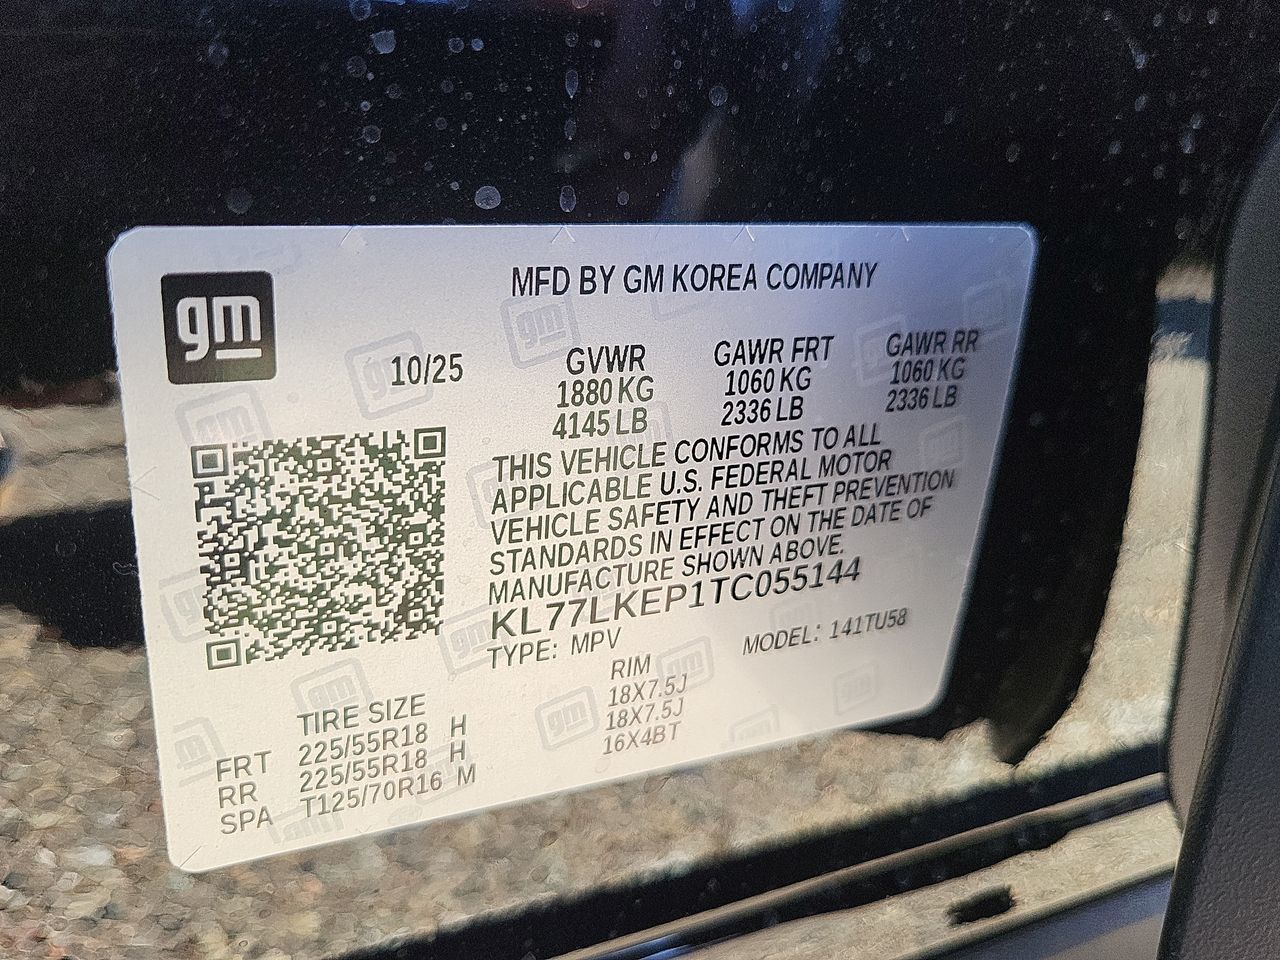 gm
MFD BY GM KOREA COMPANY
10/25
GVWR GAWR FRT GAWR RR
1880 KG 1060 KG 1060 KG
4145 LB 2336 LB 2336 LB
THIS VEHICLE CONFORMS TO ALL
APPLICABLE U.S. FEDERAL MOTOR
VEHICLE SAFETY AND THEFT PREVENTION
STANDARDS IN EFFECT ON THE DATE OF
MANUFACTURE SHOWN ABOVE.
KL77LKEP1TC055144
TYPE: MPV MODEL: 141TU58
TIRE SIZE RIM
FRT 225/55R18 H 18X7.5J
RR 225/55R18 H 18X7.5J
SPA T125/70R16 M 16X4BT